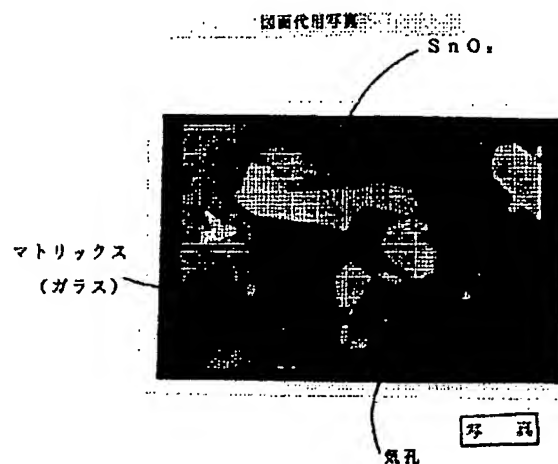 図面代用写真
SnO₂
マトリックス
(ガラス)
写 真
気孔